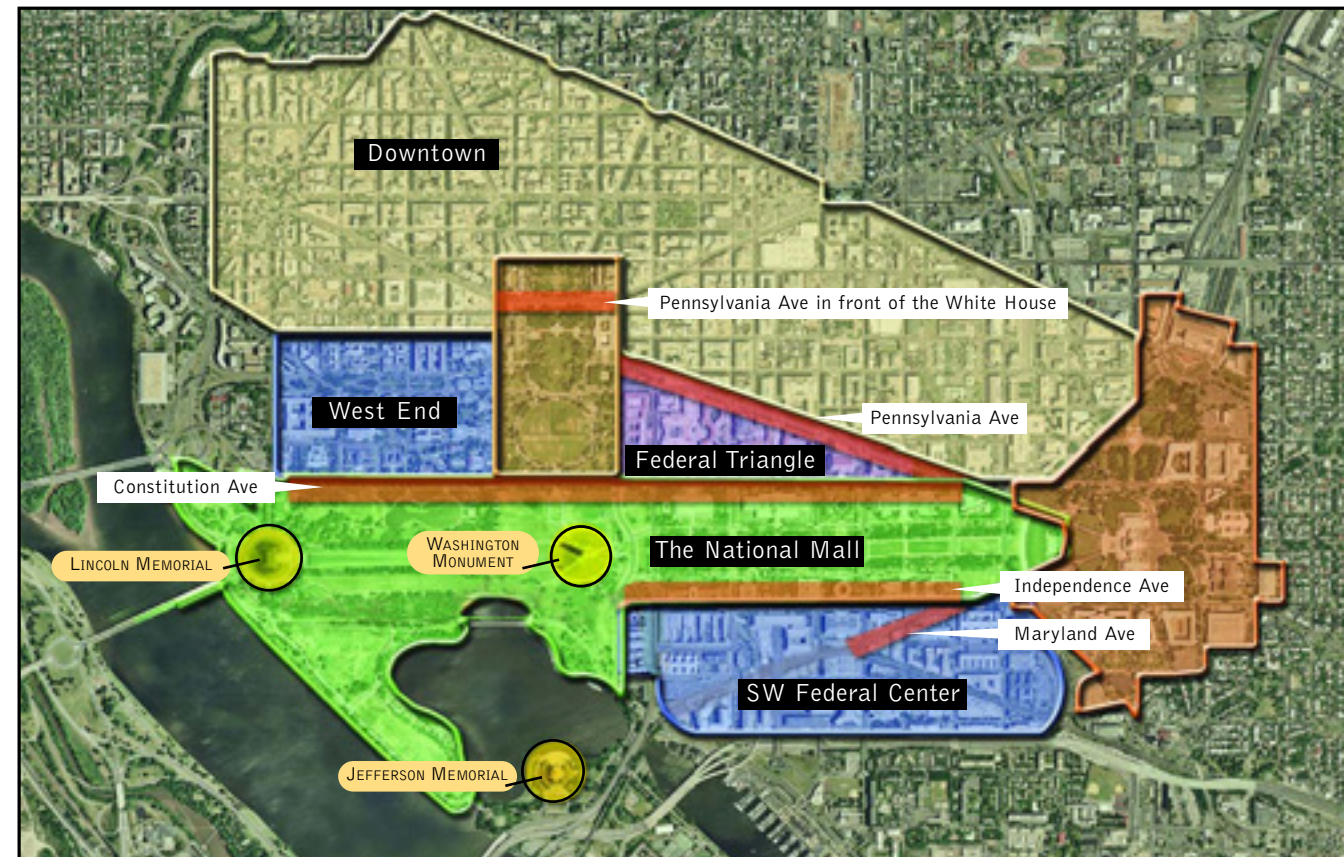 Downtown
Pennsylvania Ave in front of the White House
West End
Pennsylvania Ave
Federal Triangle
Constitution Ave
LINCOLN MEMORIAL
WASHINGTON
MONUMENT
The National Mall
Independence Ave
Maryland Ave
SW Federal Center
JEFFERSON MEMORIAL